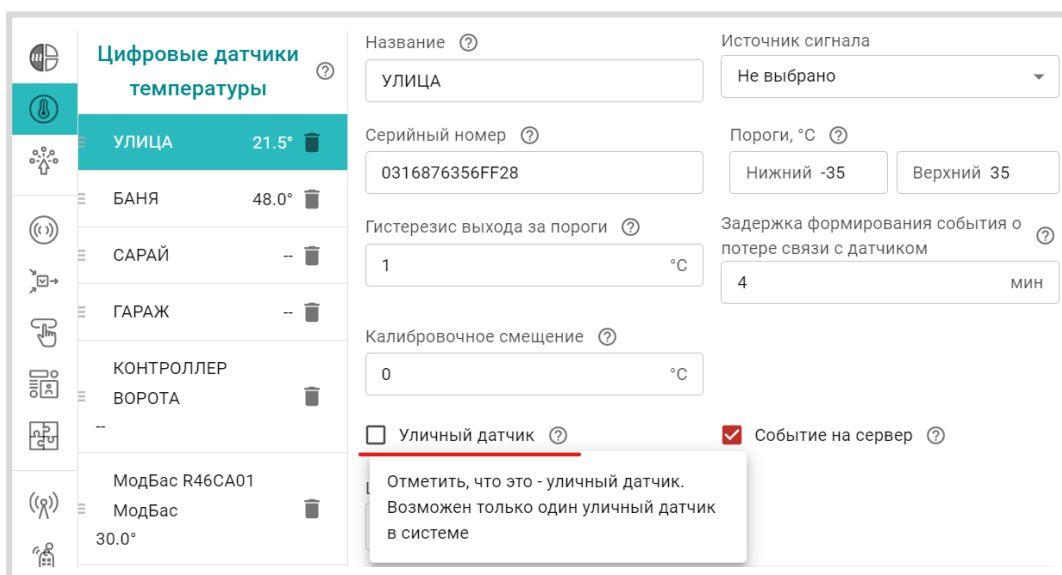 Цифровые датчики
температуры
УЛИЦА 21.5°
БАНЯ 48.0°
САРАЙ --
ГАРАЖ --
КОНТРОЛЛЕР
ВОРОТА
--
МодБас R46CA01
МодБас
30.0°
Название
УЛИЦА
Источник сигнала
Не выбрано
Серийный номер
0316876356FF28
Пороги, °C
Нижний -35
Верхний 35
Гистерезис выхода за пороги
1 °C
Задержка формирования события о
потере связи с датчиком
4 мин
Калибровочное смещение
0 °C
Уличный датчик
Событие на сервер
Отметить, что это - уличный датчик.
Возможен только один уличный датчик
в системе